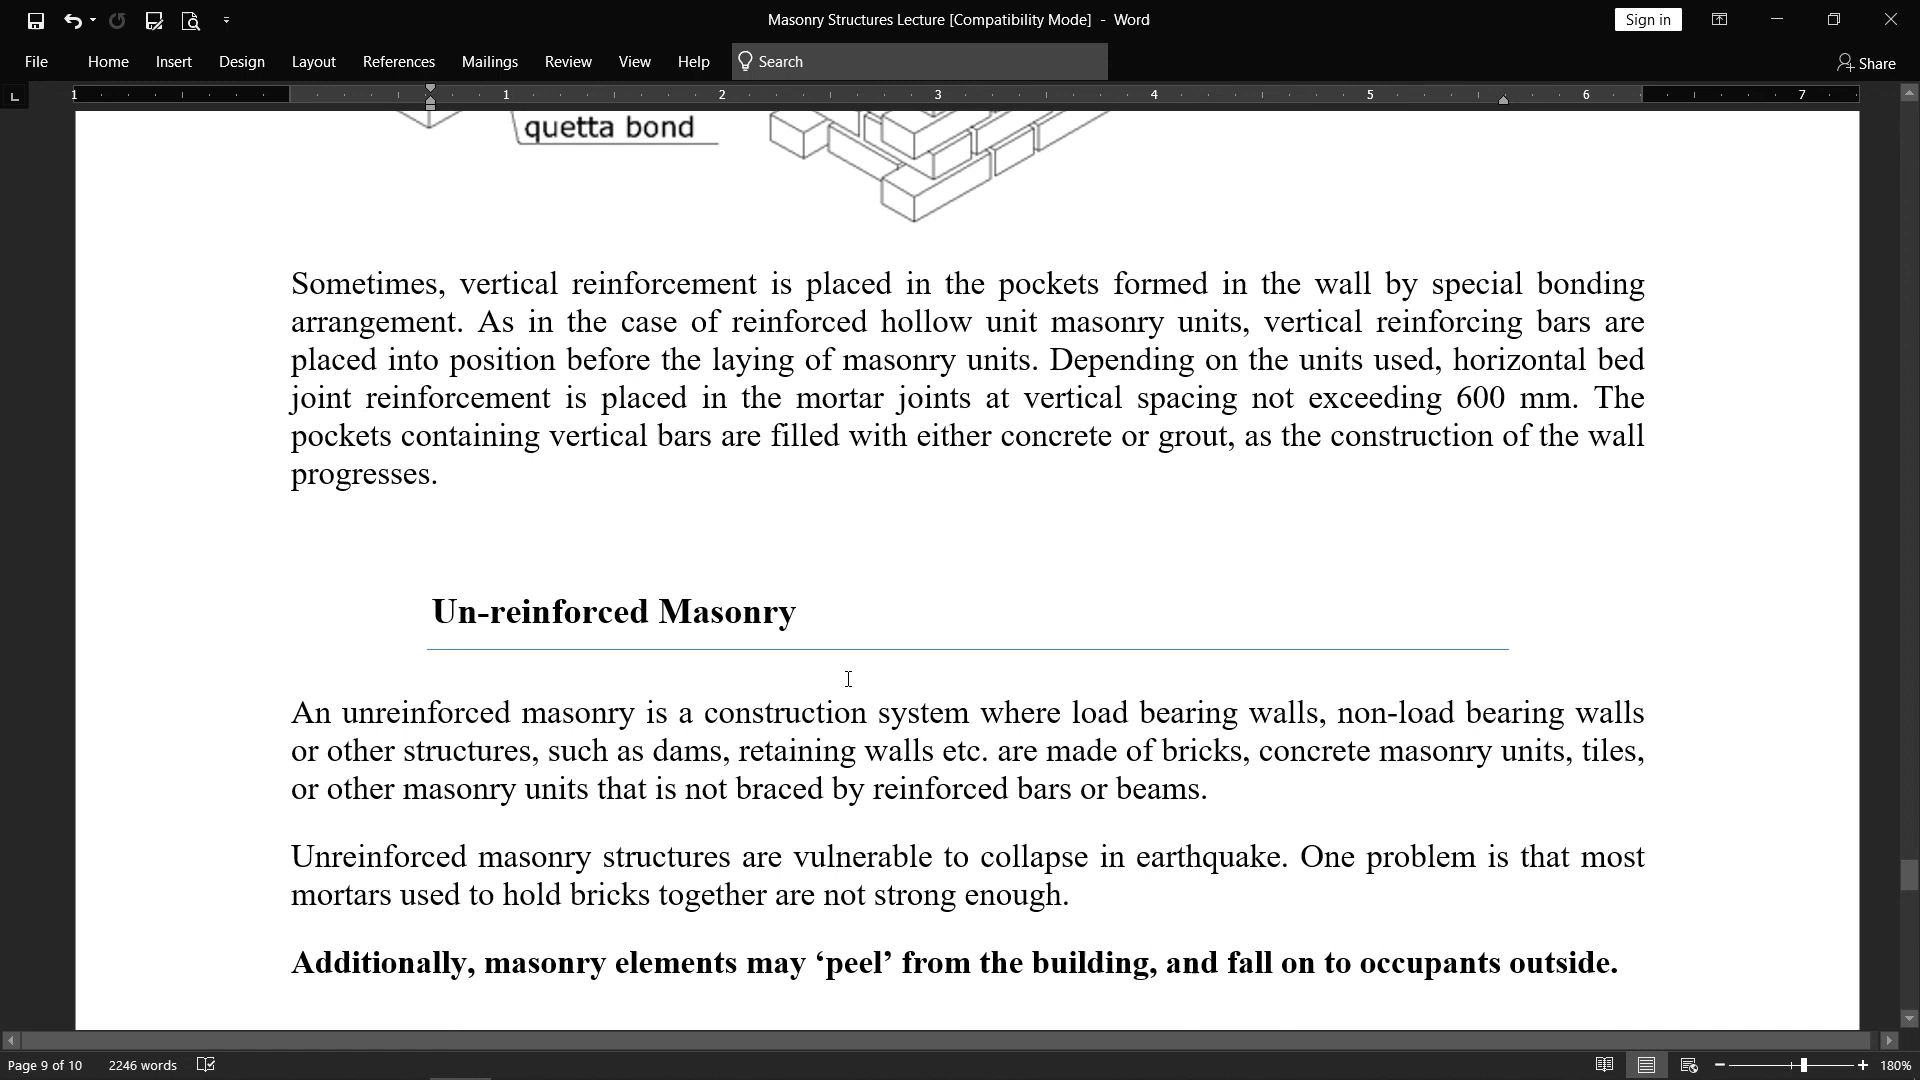 Masonry Structures Lecture [Compatibility Mode] - Word
Sign in
File Home Insert Design Layout References Mailings Review View Help Search Share
1 1 2 3 4 5 6 7
quetta bond
Sometimes, vertical reinforcement is placed in the pockets formed in the wall by special bonding
arrangement. As in the case of reinforced hollow unit masonry units, vertical reinforcing bars are
placed into position before the laying of masonry units. Depending on the units used, horizontal bed
joint reinforcement is placed in the mortar joints at vertical spacing not exceeding 600 mm. The
pockets containing vertical bars are filled with either concrete or grout, as the construction of the wall
progresses.
Un-reinforced Masonry
An unreinforced masonry is a construction system where load bearing walls, non-load bearing walls
or other structures, such as dams, retaining walls etc. are made of bricks, concrete masonry units, tiles,
or other masonry units that is not braced by reinforced bars or beams.
Unreinforced masonry structures are vulnerable to collapse in earthquake. One problem is that most
mortars used to hold bricks together are not strong enough.
Additionally, masonry elements may ‘peel’ from the building, and fall on to occupants outside.
Page 9 of 10 2246 words 180%